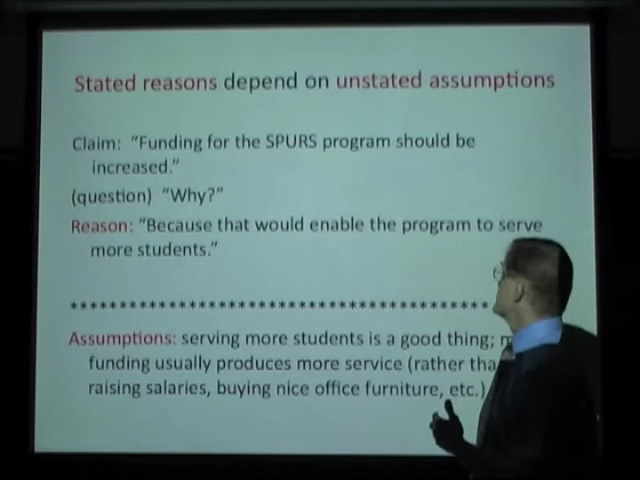 Stated reasons depend on unstated assumptions
Claim: “Funding for the SPURS program should be
increased.”
(question) “Why?”
Reason: “Because that would enable the program to serve
more students.”
****************************************
Assumptions: serving more students is a good thing;
funding usually produces more service (rather
raising salaries, buying nice office furniture, etc.)